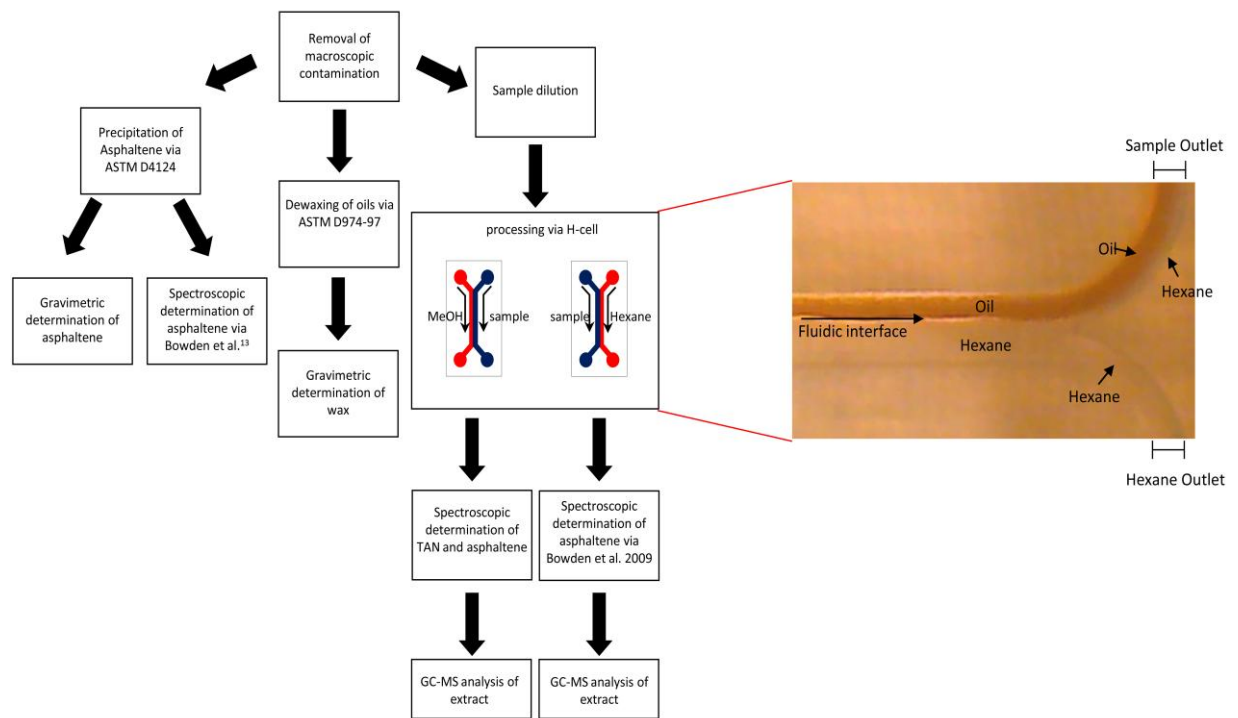 Removal of
macroscopic
contamination
Precipitation of
Asphaltene via
ASTM D4124
Sample dilution
Dewaxing of oils via
ASTM D974-97
Gravimetric
determination of
asphaltene
Spectroscopic
determination of
asphaltene via
Bowden et al.¹³
Gravimetric
determination of
wax
processing via H-cell
MeOH
sample
sample
Hexane
Spectroscopic
determination of
TAN and asphaltene
Spectroscopic
determination of
asphaltene via
Bowden et al. 2009
GC-MS analysis of
extract
GC-MS analysis of
extract
Sample Outlet
Oil
Hexane
Oil
Fluidic interface
Hexane
Hexane
Hexane Outlet